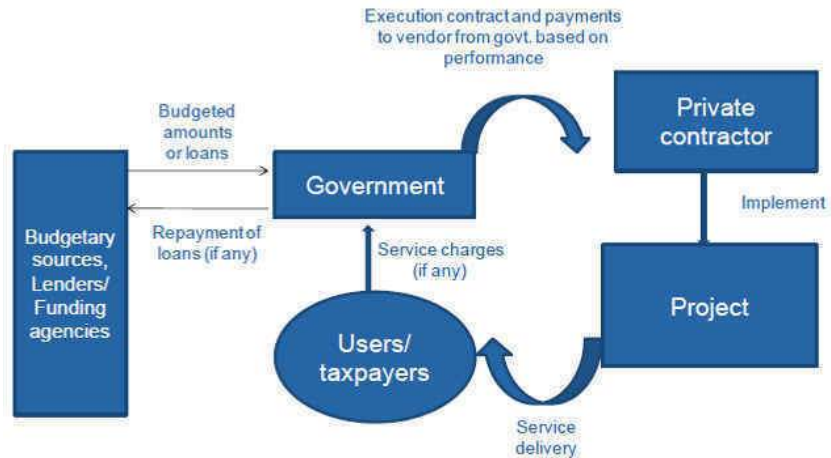 Execution contract and payments
to vendor from govt. based on
performance
Budgeted
amounts
or loans
Private
contractor
Government
Implement
Budgetary
sources,
Lenders/
Funding
agencies
Repayment of
loans (if any)
Service charges
(if any)
Project
Users/
taxpayers
Service
delivery